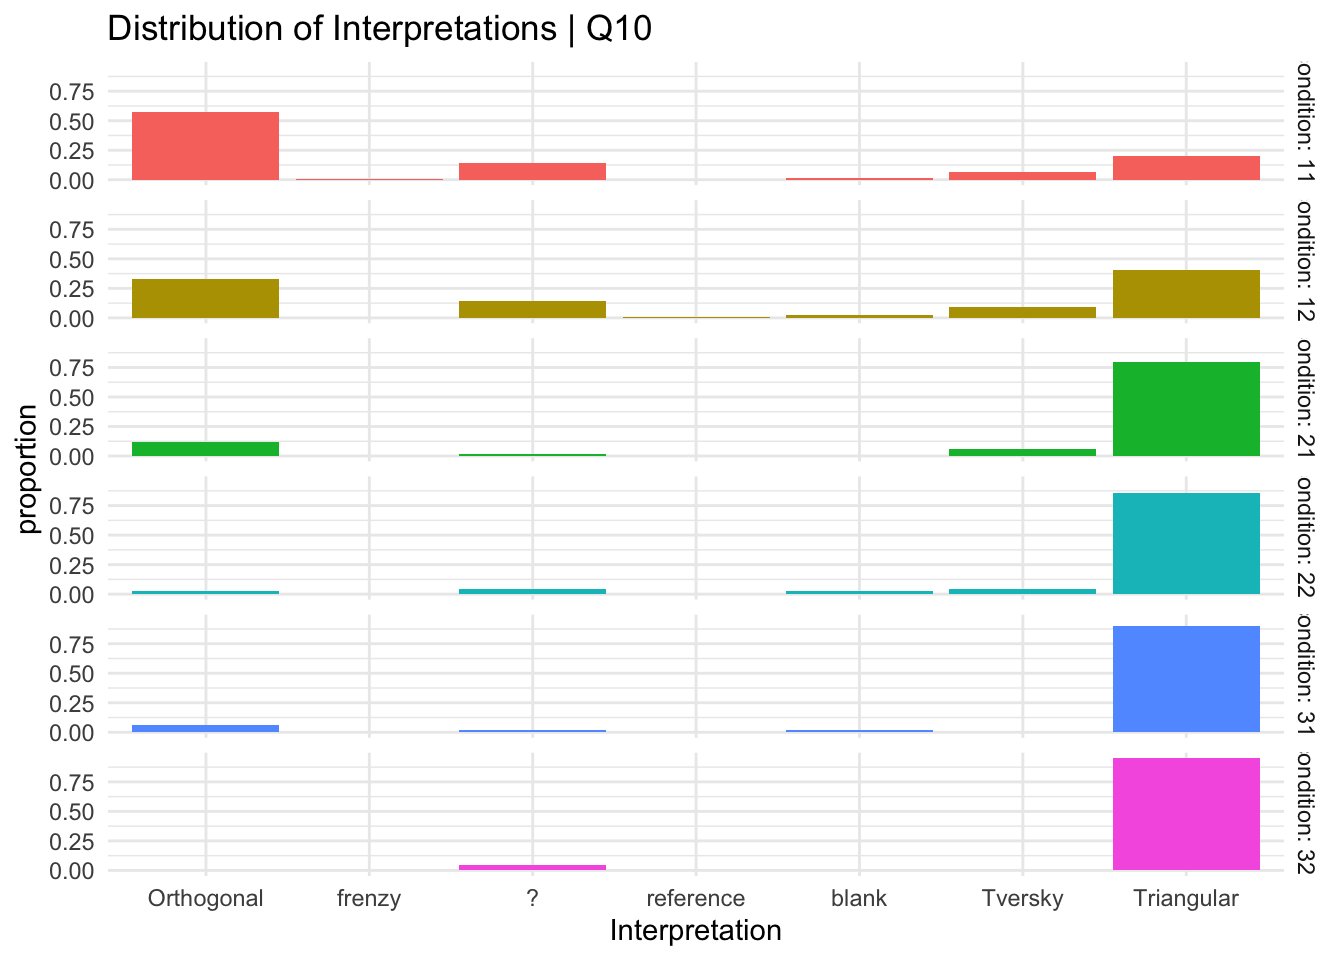 Distribution of Interpretations | Q10
0.75
0.50
0.25
0.00
ondition: 11
0.75
0.50
0.25
0.00
ondition: 12
0.75
0.50
0.25
0.00
ondition: 21
0.75
0.50
0.25
0.00
ondition: 22
0.75
0.50
0.25
0.00
ondition: 31
0.75
0.50
0.25
0.00
ondition: 32
proportion
Orthogonal frenzy ? reference blank Tversky Triangular
Interpretation